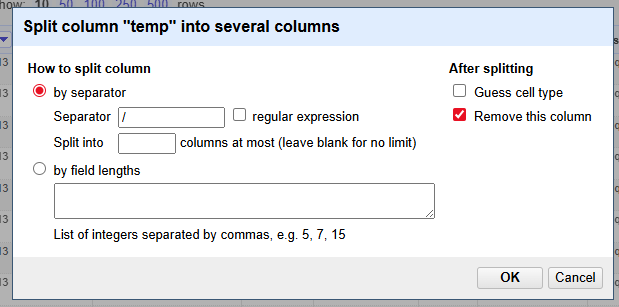 how: 10 50 100 250 500 rows
Split column "temp" into several columns
How to split column
After splitting
by separator
Guess cell type
Separator / regular expression
Remove this column
Split into columns at most (leave blank for no limit)
by field lengths
List of integers separated by commas, e.g. 5, 7, 15
OK Cancel